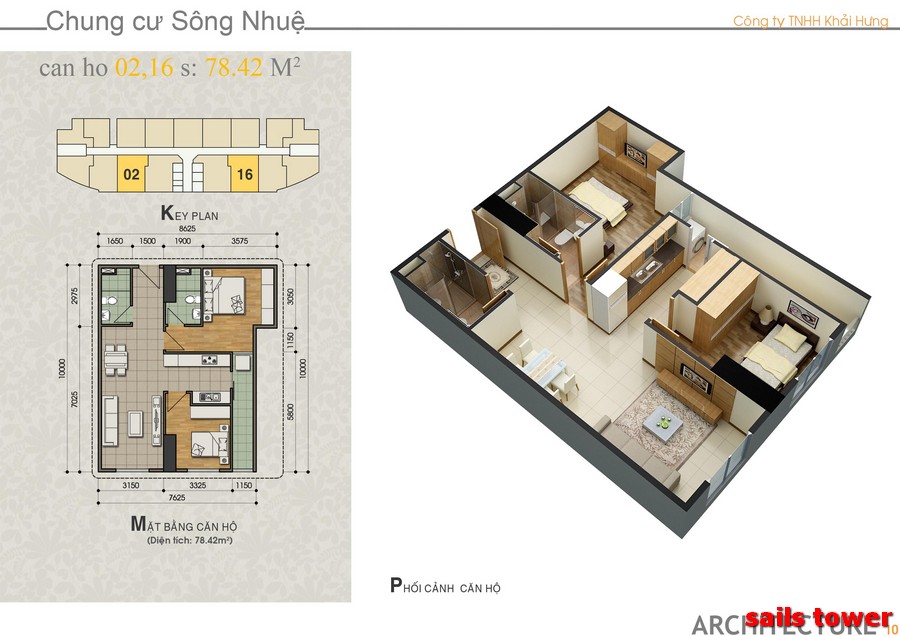 Chung cư Sông Nhuệ
Công ty TNHH Khải Hưng
can ho 02,16 s: 78.42 M²
02
16
KEY PLAN
8625
1650
1500
1900
3575
2975
3050
1150
10000
10000
7025
5800
3150
3325
1150
7625
MẶT BẰNG CĂN HỘ
(Diện tích: 78.42m²)
PHỐI CẢNH CĂN HỘ
ARCHITECTURE 10
sails tower